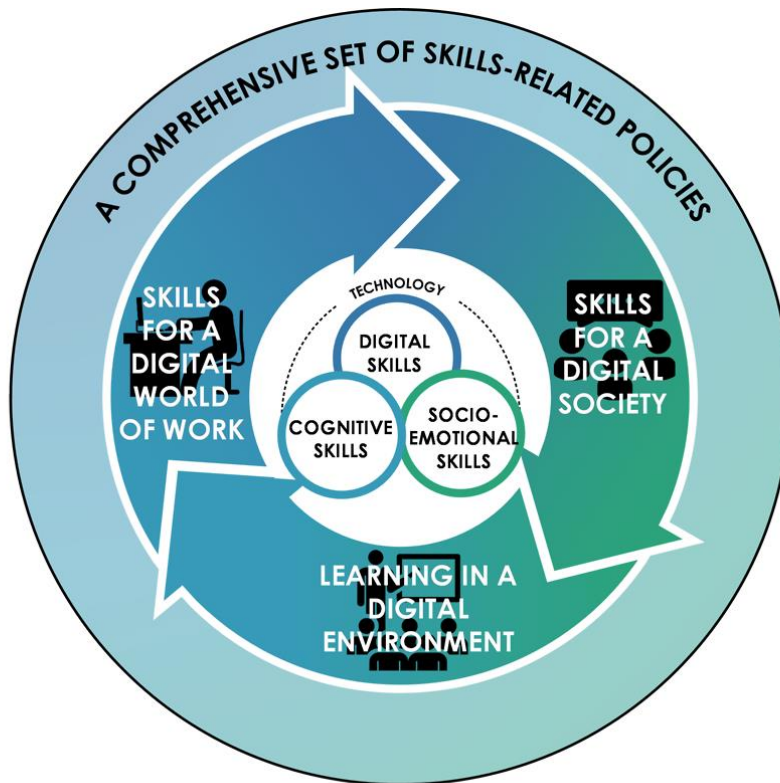 A COMPREHENSIVE SET OF SKILLS-RELATED POLICIES
SKILLS
FOR A
DIGITAL
WORLD
OF WORK
TECHNOLOGY
DIGITAL
SKILLS
COGNITIVE
SKILLS
SOCIO-
EMOTIONAL
SKILLS
SKILLS
FOR A
DIGITAL
SOCIETY
LEARNING IN A
DIGITAL
ENVIRONMENT